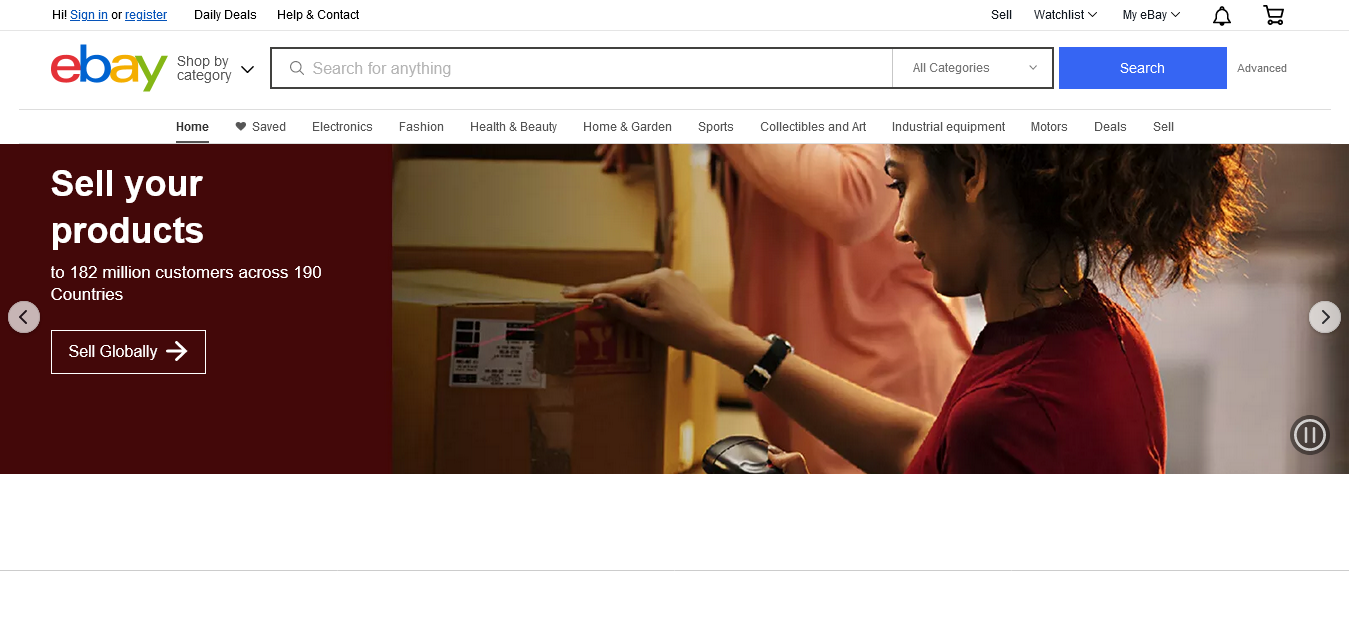 Hi! Sign in or register Daily Deals Help & Contact Sell Watchlist My eBay
ebay Shop by category Search for anything All Categories Search Advanced
Home Saved Electronics Fashion Health & Beauty Home & Garden Sports Collectibles and Art Industrial equipment Motors Deals Sell
Sell your
products
to 182 million customers across 190
Countries
Sell Globally